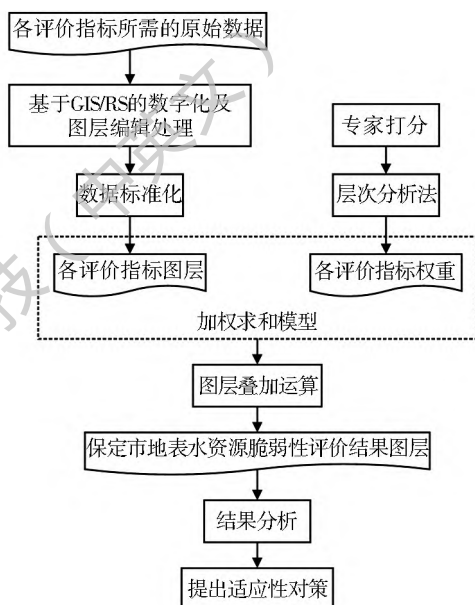 各评价指标所需的原始数据
基于GIS/RS的数字化及
图层编辑处理
数据标准化
各评价指标图层
专家打分
层次分析法
各评价指标权重
加权求和模型
图层叠加运算
保定市地表水资源脆弱性评价结果图层
结果分析
提出适应性对策
技（中英文）